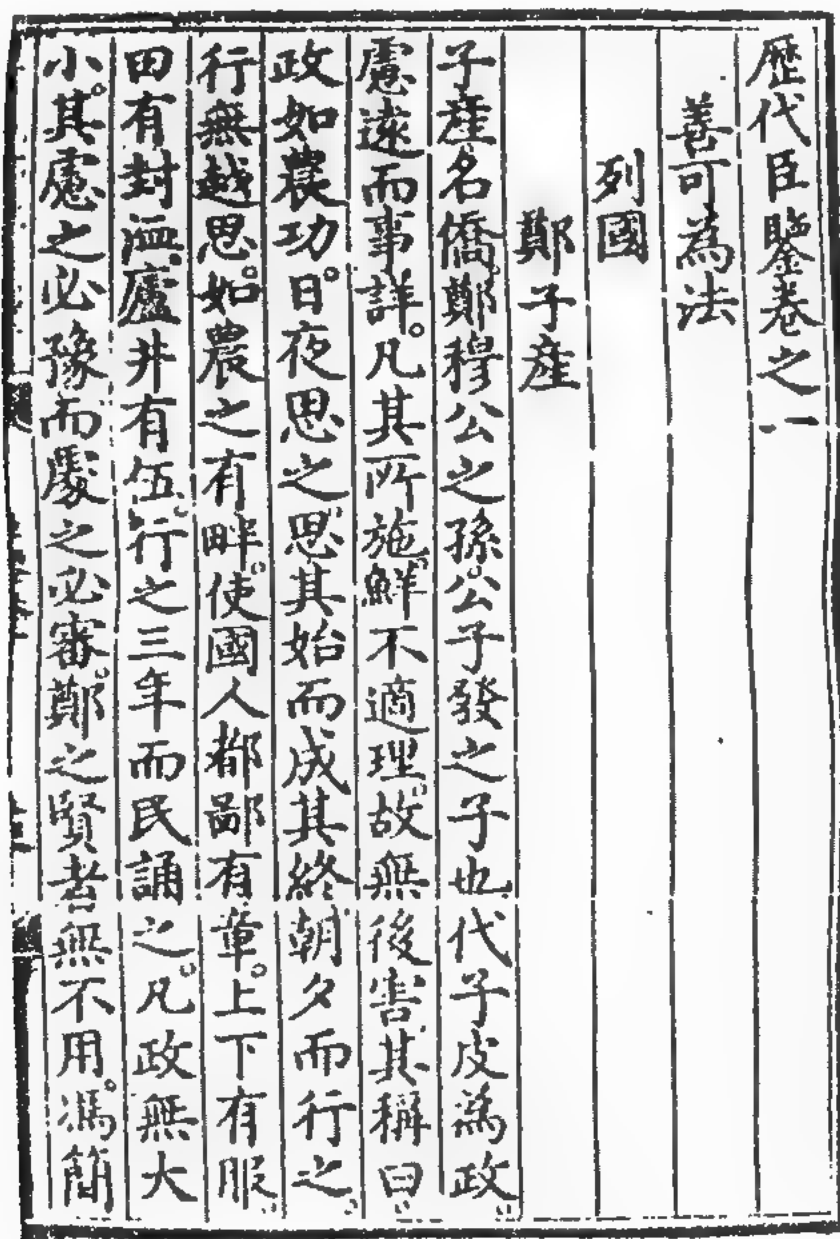 歷代臣鑒卷之一
善可為法
列國
鄭子產
子產名僑。鄭穆公之孫。公子發之子也。代子皮為政。
慮遠而事詳。凡其所施。鮮不適理。故無後害。其稱曰。
政如農功。日夜思之。思其始而成其終。朝夕而行之。
行無越思。如農之有畔。使國人都鄙有章。上下有服。
田有封洫。廬井有伍。行之三年而民誦之。凡政無大
小。其慮之必豫。而處之必審。鄭之賢者無不用。馮簡